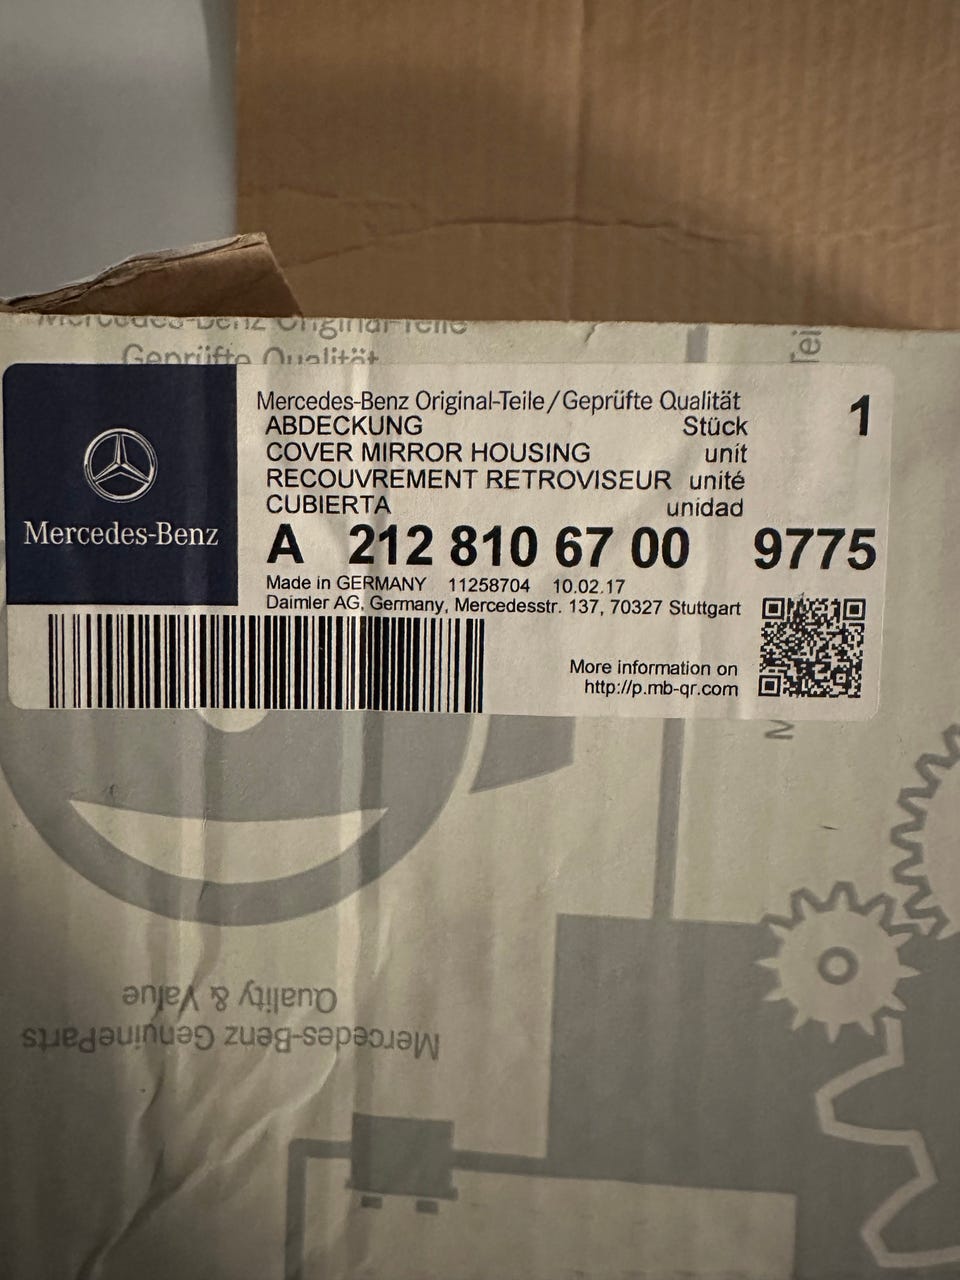 Mercedes-Benz Original-Teile
Geprüfte Qualität
Mercedes-Benz Original-Teile/Geprüfte Qualität
ABDECKUNG Stück 1
COVER MIRROR HOUSING unit
RECOUVREMENT RETROVISEUR unité
CUBIERTA unidad
A 212 810 67 00 9775
Made in GERMANY 11258704 10.02.17
Daimler AG, Germany, Mercedesstr. 137, 70327 Stuttgart
More information on
http://p.mb-qr.com
Mercedes-Benz
Quality & Value
Mercedes-Benz GenuineParts